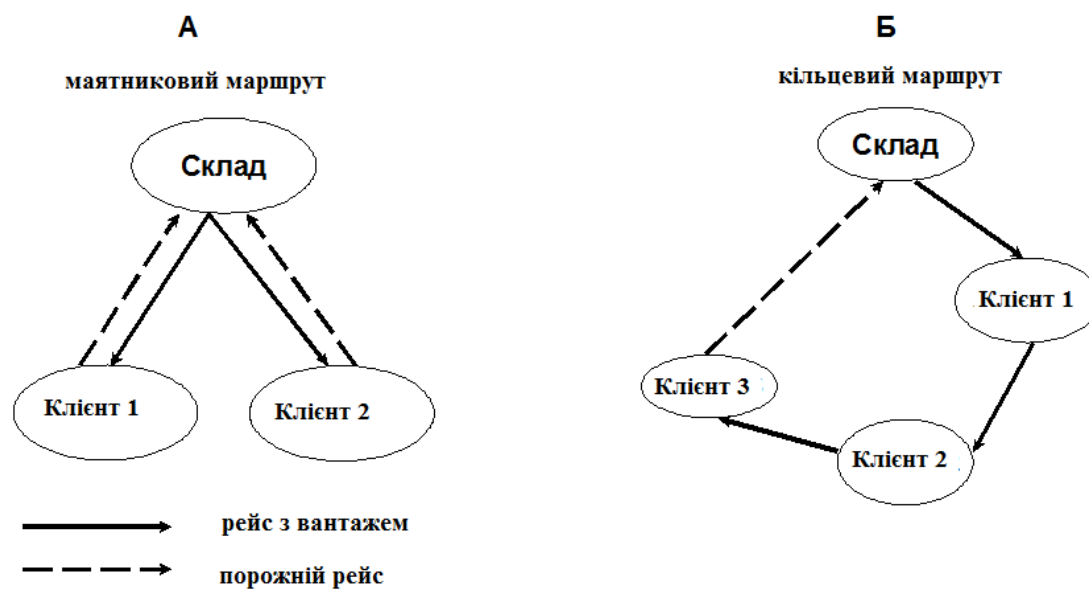 А
маятниковий маршрут
Склад
Клієнт 1
Клієнт 2
рейс з вантажем
порожній рейс
Б
кільцевий маршрут
Склад
Клієнт 1
Клієнт 3
Клієнт 2